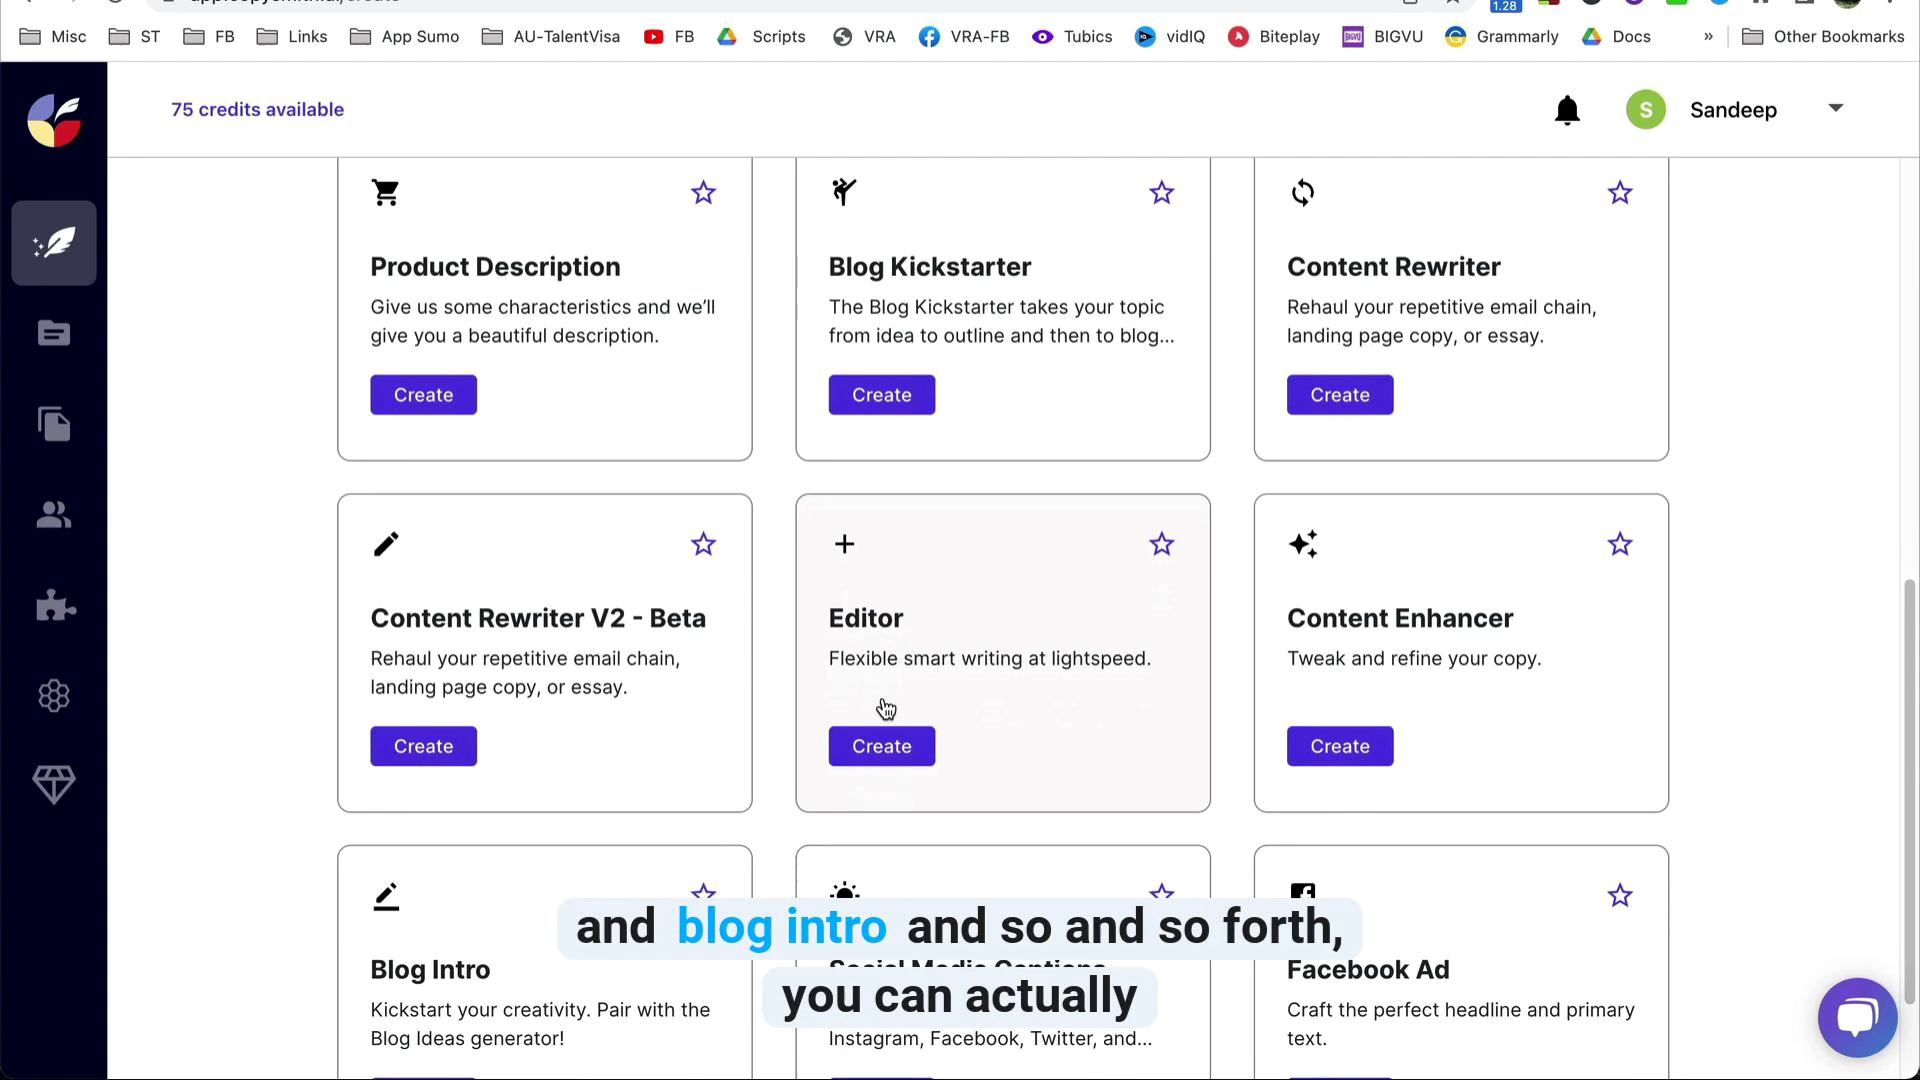 1.28
Misc
ST
FB
Links
App Sumo
AU-TalentVisa
FB
Scripts
VRA
VRA-FB
Tubics
vidIQ
Biteplay
BIGVU
Grammarly
Docs
»
Other Bookmarks
75 credits available
S
Sandeep
Product Description
Give us some characteristics and we’ll
give you a beautiful description.
Create
Blog Kickstarter
The Blog Kickstarter takes your topic
from idea to outline and then to blog...
Create
Content Rewriter
Rehaul your repetitive email chain,
landing page copy, or essay.
Create
Content Rewriter V2 - Beta
Rehaul your repetitive email chain,
landing page copy, or essay.
Create
Editor
Flexible smart writing at lightspeed.
Create
Content Enhancer
Tweak and refine your copy.
Create
Blog Intro
Kickstart your creativity. Pair with the
Blog Ideas generator!
Social Media Captions
Instagram, Facebook, Twitter, and...
Facebook Ad
Craft the perfect headline and primary
text.
and blog intro and so and so forth,
you can actually